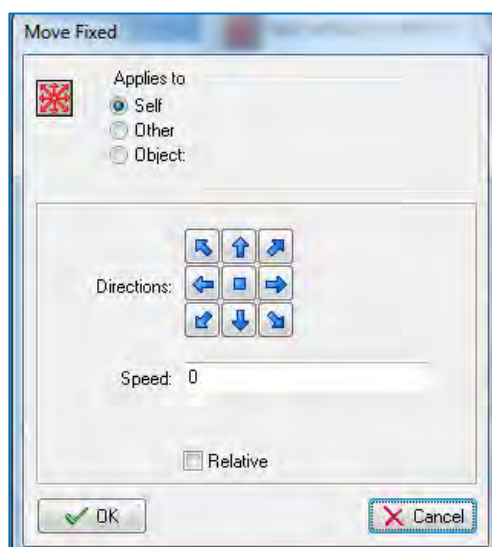 Move Fixed
Applies to
Self
Other
Object:
Directions:
Speed: 0
Relative
OK
Cancel